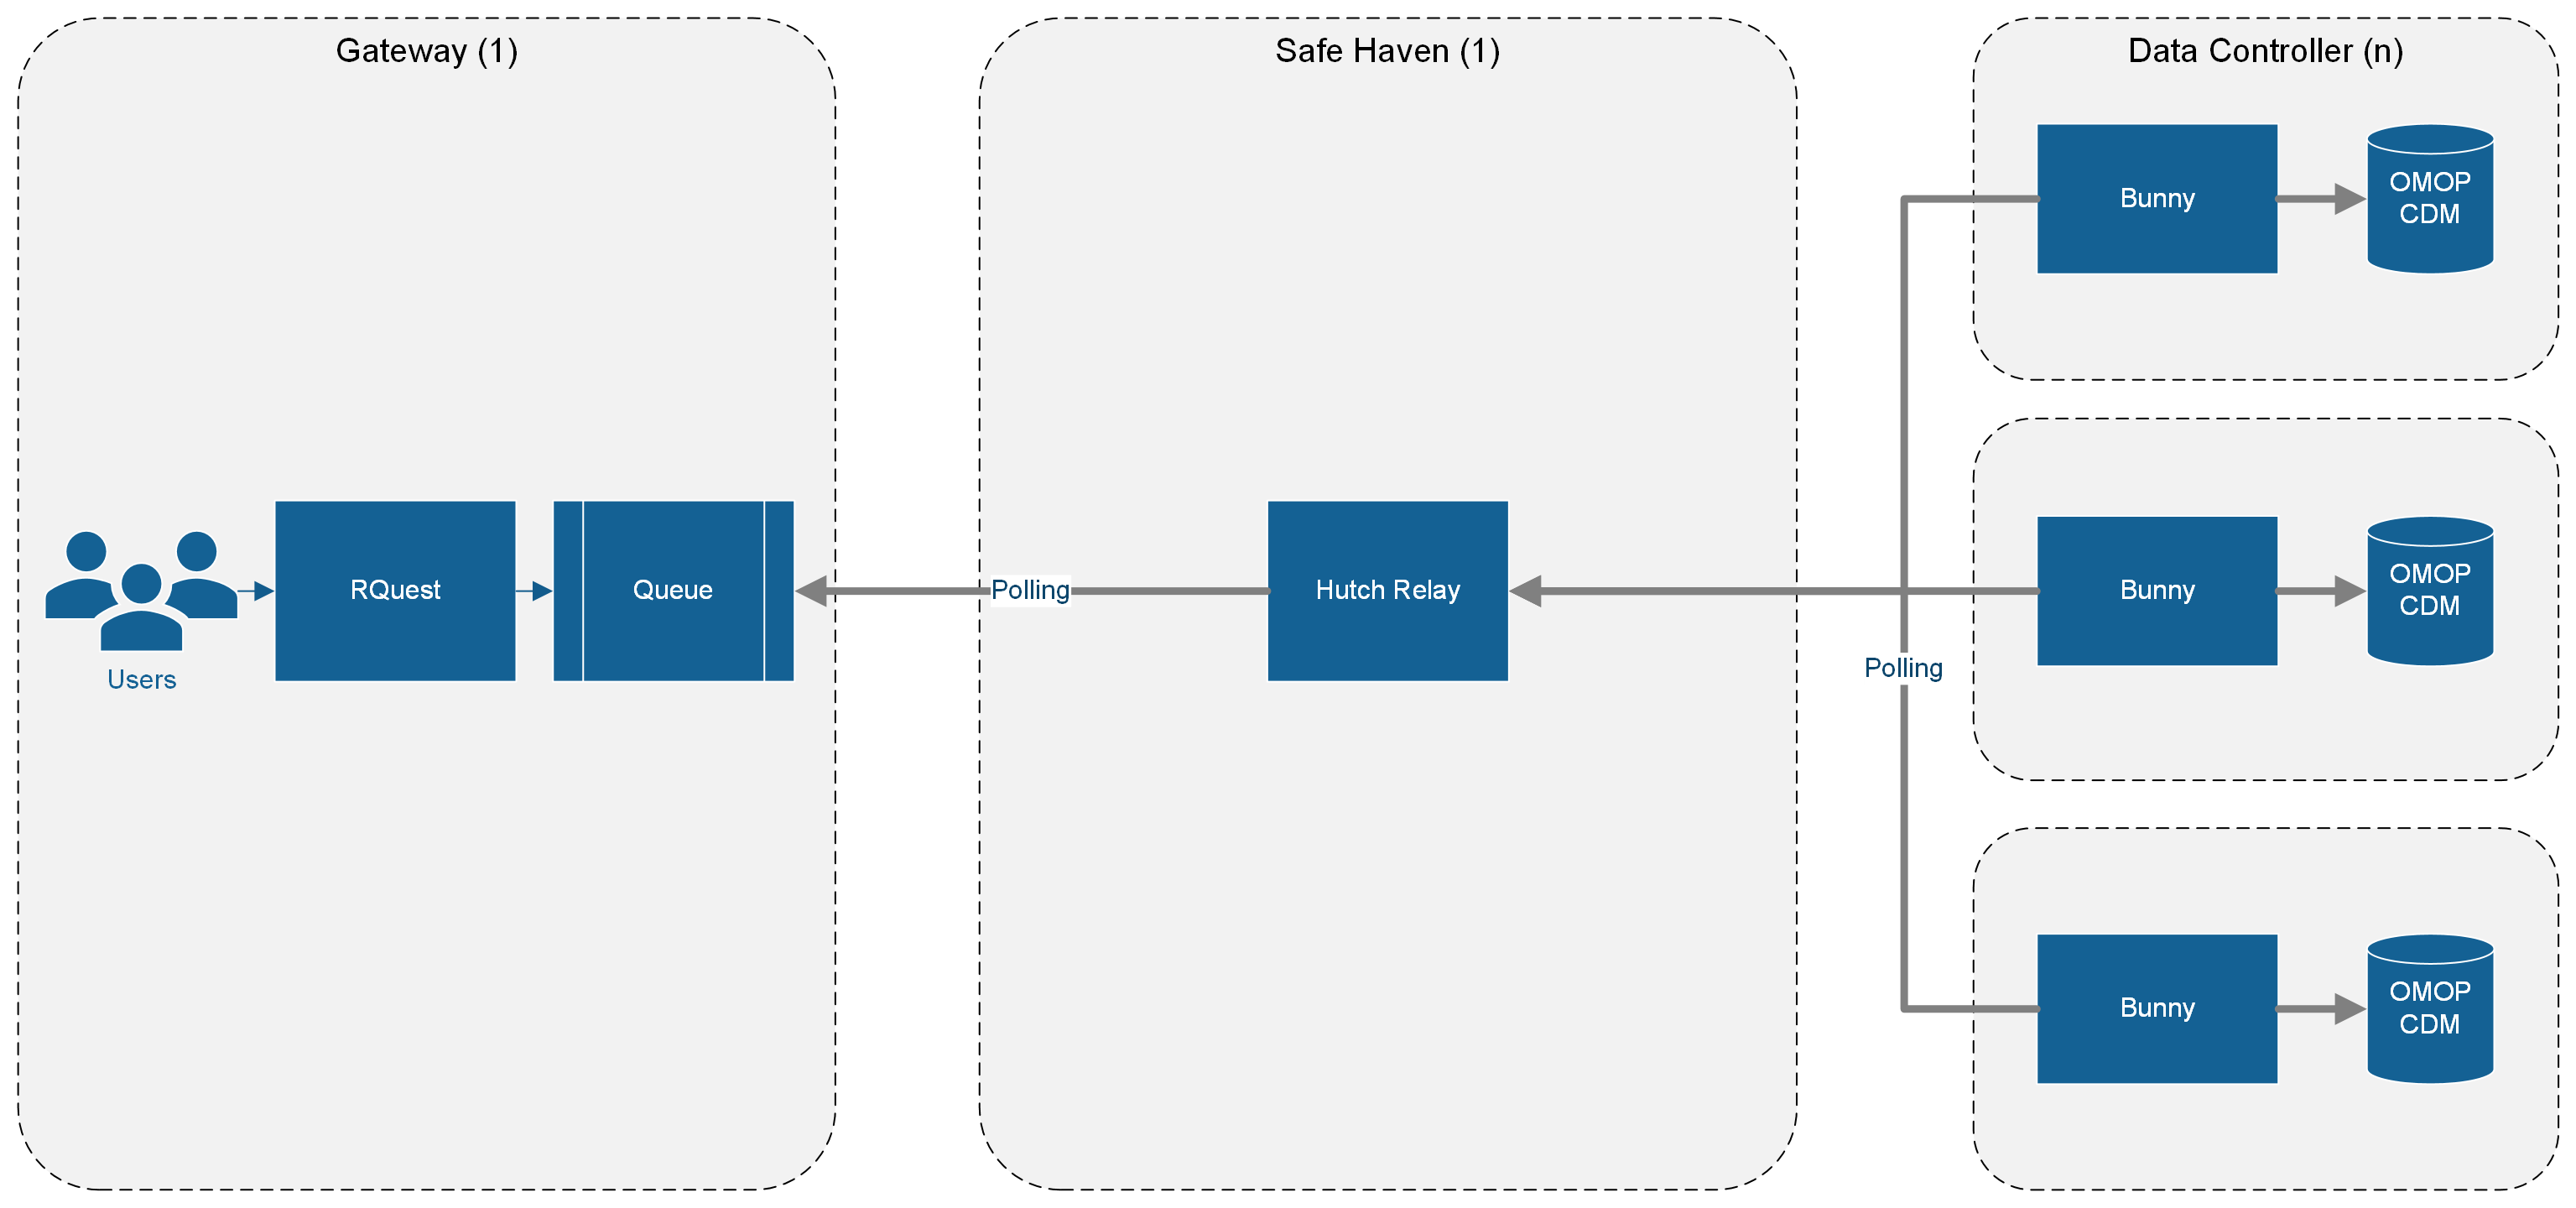 Gateway (1)
Safe Haven (1)
Data Controller (n)
Users
RQuest
Queue
Polling
Hutch Relay
Polling
Bunny
OMOP
CDM
Bunny
OMOP
CDM
Bunny
OMOP
CDM